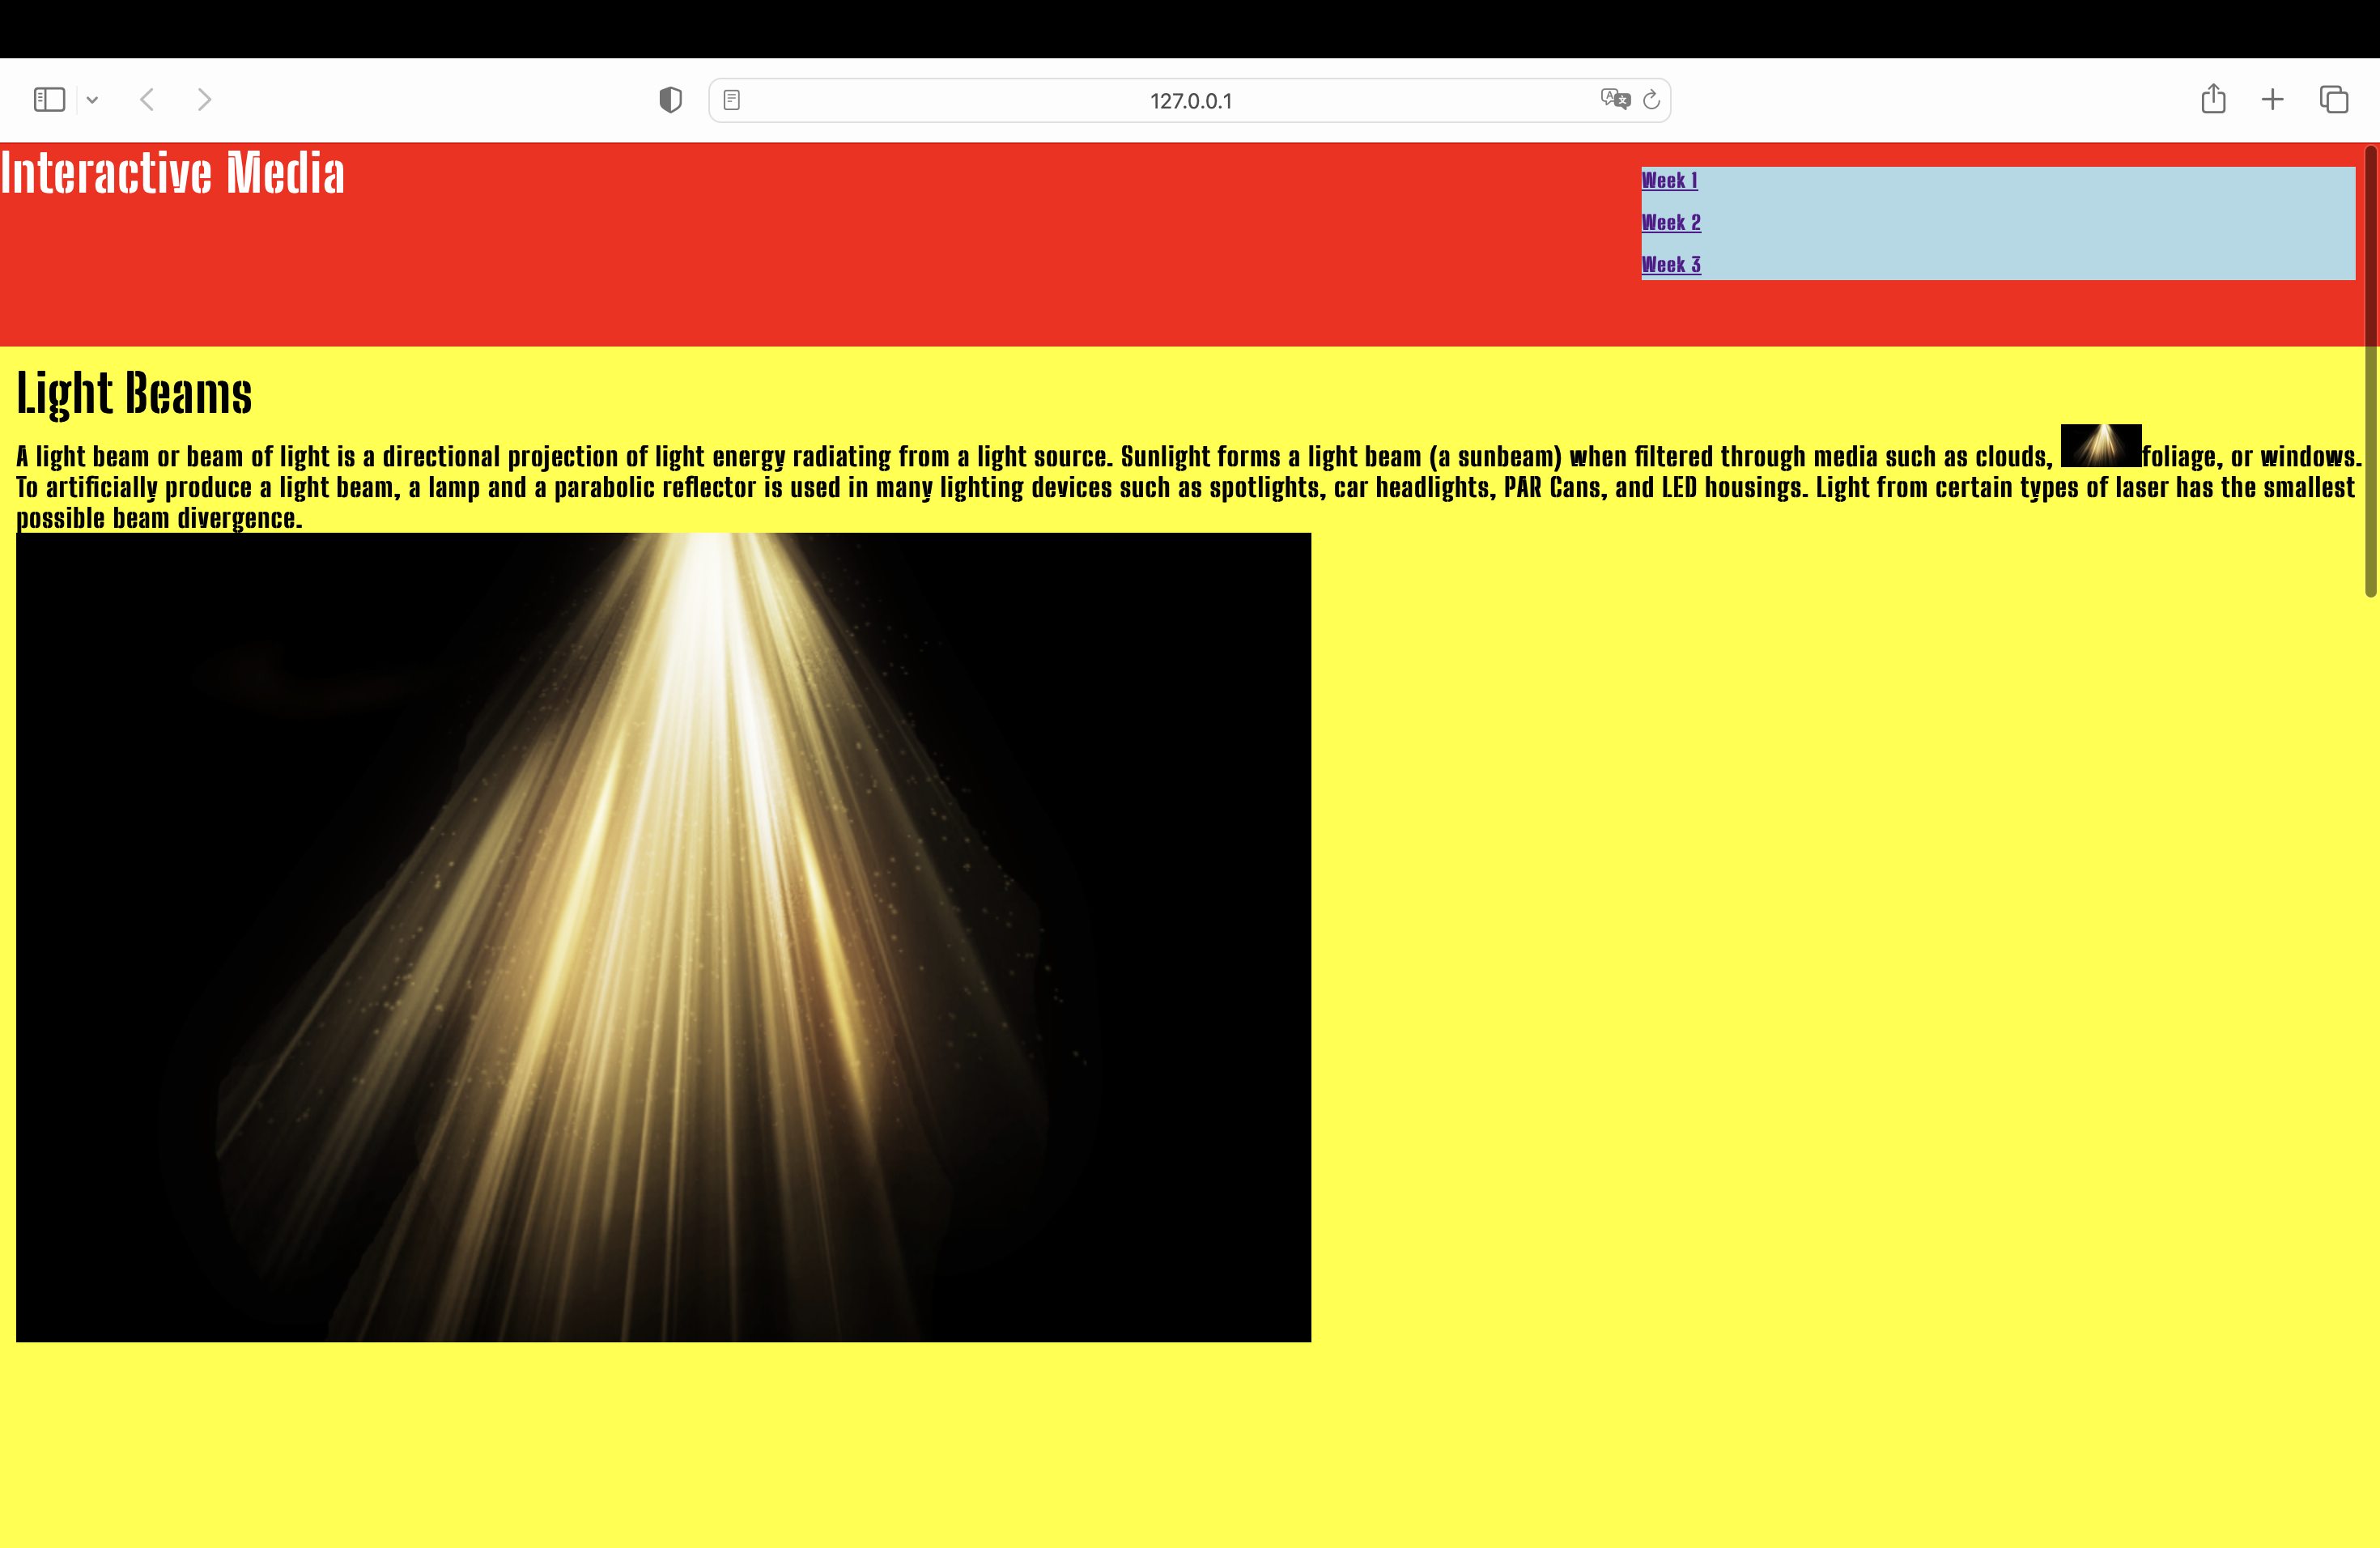 127.0.0.1
Interactive Media
Week 1
Week 2
Week 3
Light Beams
A light beam or beam of light is a directional projection of light energy radiating from a light source. Sunlight forms a light beam (a sunbeam) when filtered through media such as clouds, foliage, or windows.
To artificially produce a light beam, a lamp and a parabolic reflector is used in many lighting devices such as spotlights, car headlights, PAR Cans, and LED housings. Light from certain types of laser has the smallest
possible beam divergence.